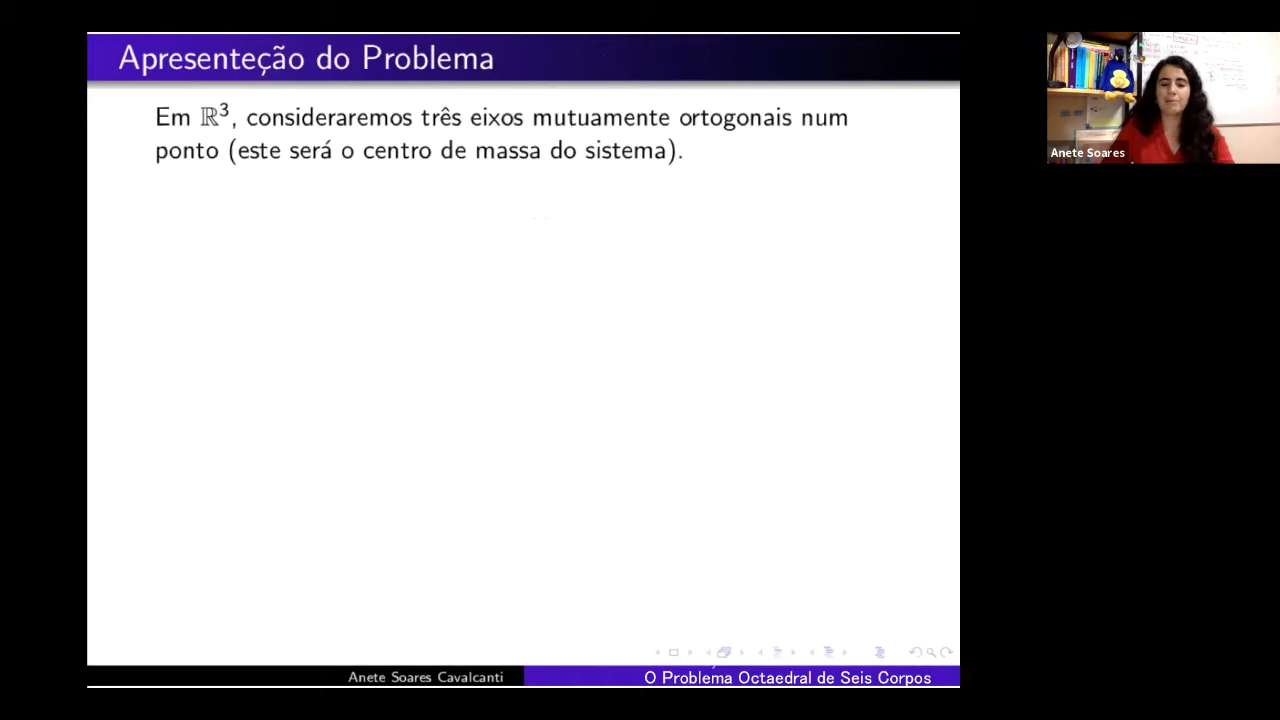 Apresenteção do Problema
Em ℝ³, consideraremos três eixos mutuamente ortogonais num
ponto (este será o centro de massa do sistema).
Anete Soares
Anete Soares Cavalcanti
O Problema Octaedral de Seis Corpos